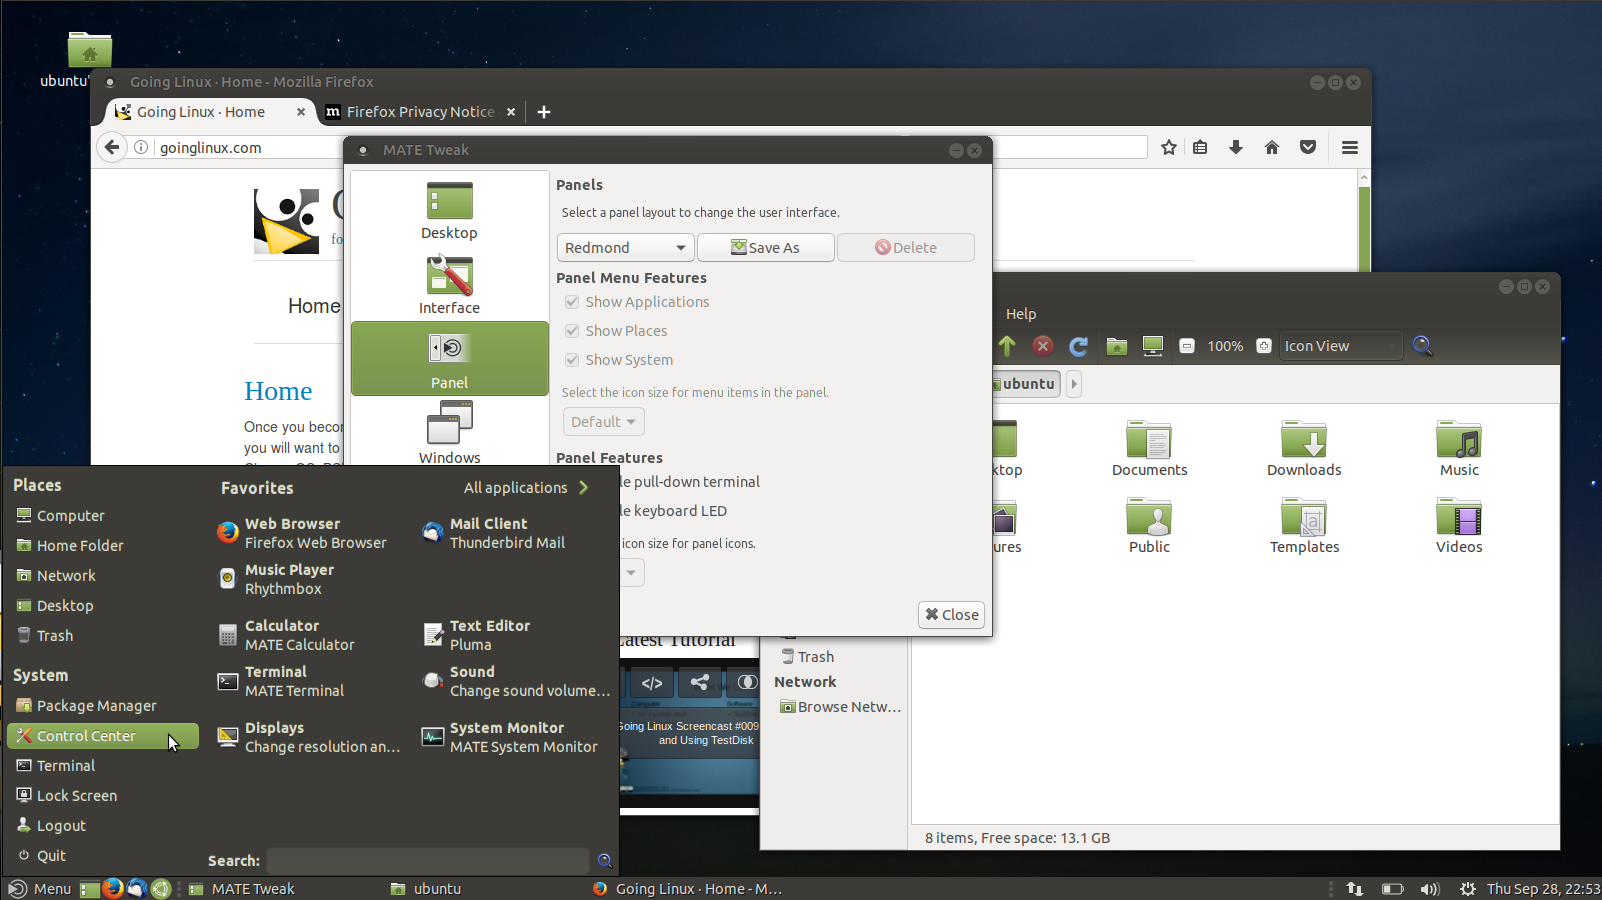 ubuntu'
Going Linux · Home - Mozilla Firefox
Going Linux · Home
Firefox Privacy Notice
goinglinux.com
Home
Home
Once you becor
you will want to
MATE Tweak
Desktop
Interface
Panel
Windows
Panels
Select a panel layout to change the user interface.
Redmond
Save As
Delete
Panel Menu Features
Show Applications
Show Places
Show System
Select the icon size for menu items in the panel.
Default
Panel Features
le pull-down terminal
le keyboard LED
icon size for panel icons.
Close
Help
100%
Icon View
ubuntu
ktop
Documents
Downloads
Music
ures
Public
Templates
Videos
Trash
Network
Browse Netw...
8 items, Free space: 13.1 GB
Latest Tutorial
Going Linux Screencast #009
and Using TestDisk
Places
Computer
Home Folder
Network
Desktop
Trash
System
Package Manager
Control Center
Terminal
Lock Screen
Logout
Quit
Favorites
All applications
Web Browser
Firefox Web Browser
Mail Client
Thunderbird Mail
Music Player
Rhythmbox
Calculator
MATE Calculator
Text Editor
Pluma
Terminal
MATE Terminal
Sound
Change sound volume...
Displays
Change resolution an...
System Monitor
MATE System Monitor
Search:
Menu
MATE Tweak
ubuntu
Going Linux · Home - M...
Thu Sep 28, 22:53